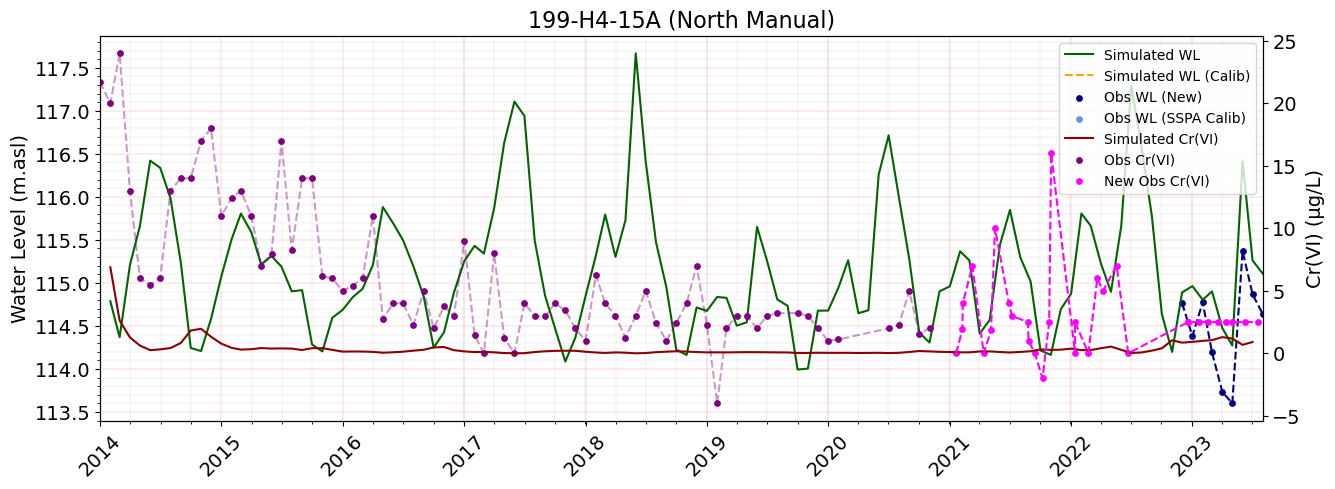 199-H4-15A (North Manual)
Water Level (m.asl)
117.5
117.0
116.5
116.0
115.5
115.0
114.5
114.0
113.5
Simulated WL
Simulated WL (Calib)
Obs WL (New)
Obs WL (SSPA Calib)
Simulated Cr(VI)
Obs Cr(VI)
New Obs Cr(VI)
25
20
15
10
5
0
−5
Cr(VI) (μg/L)
2014
2015
2016
2017
2018
2019
2020
2021
2022
2023